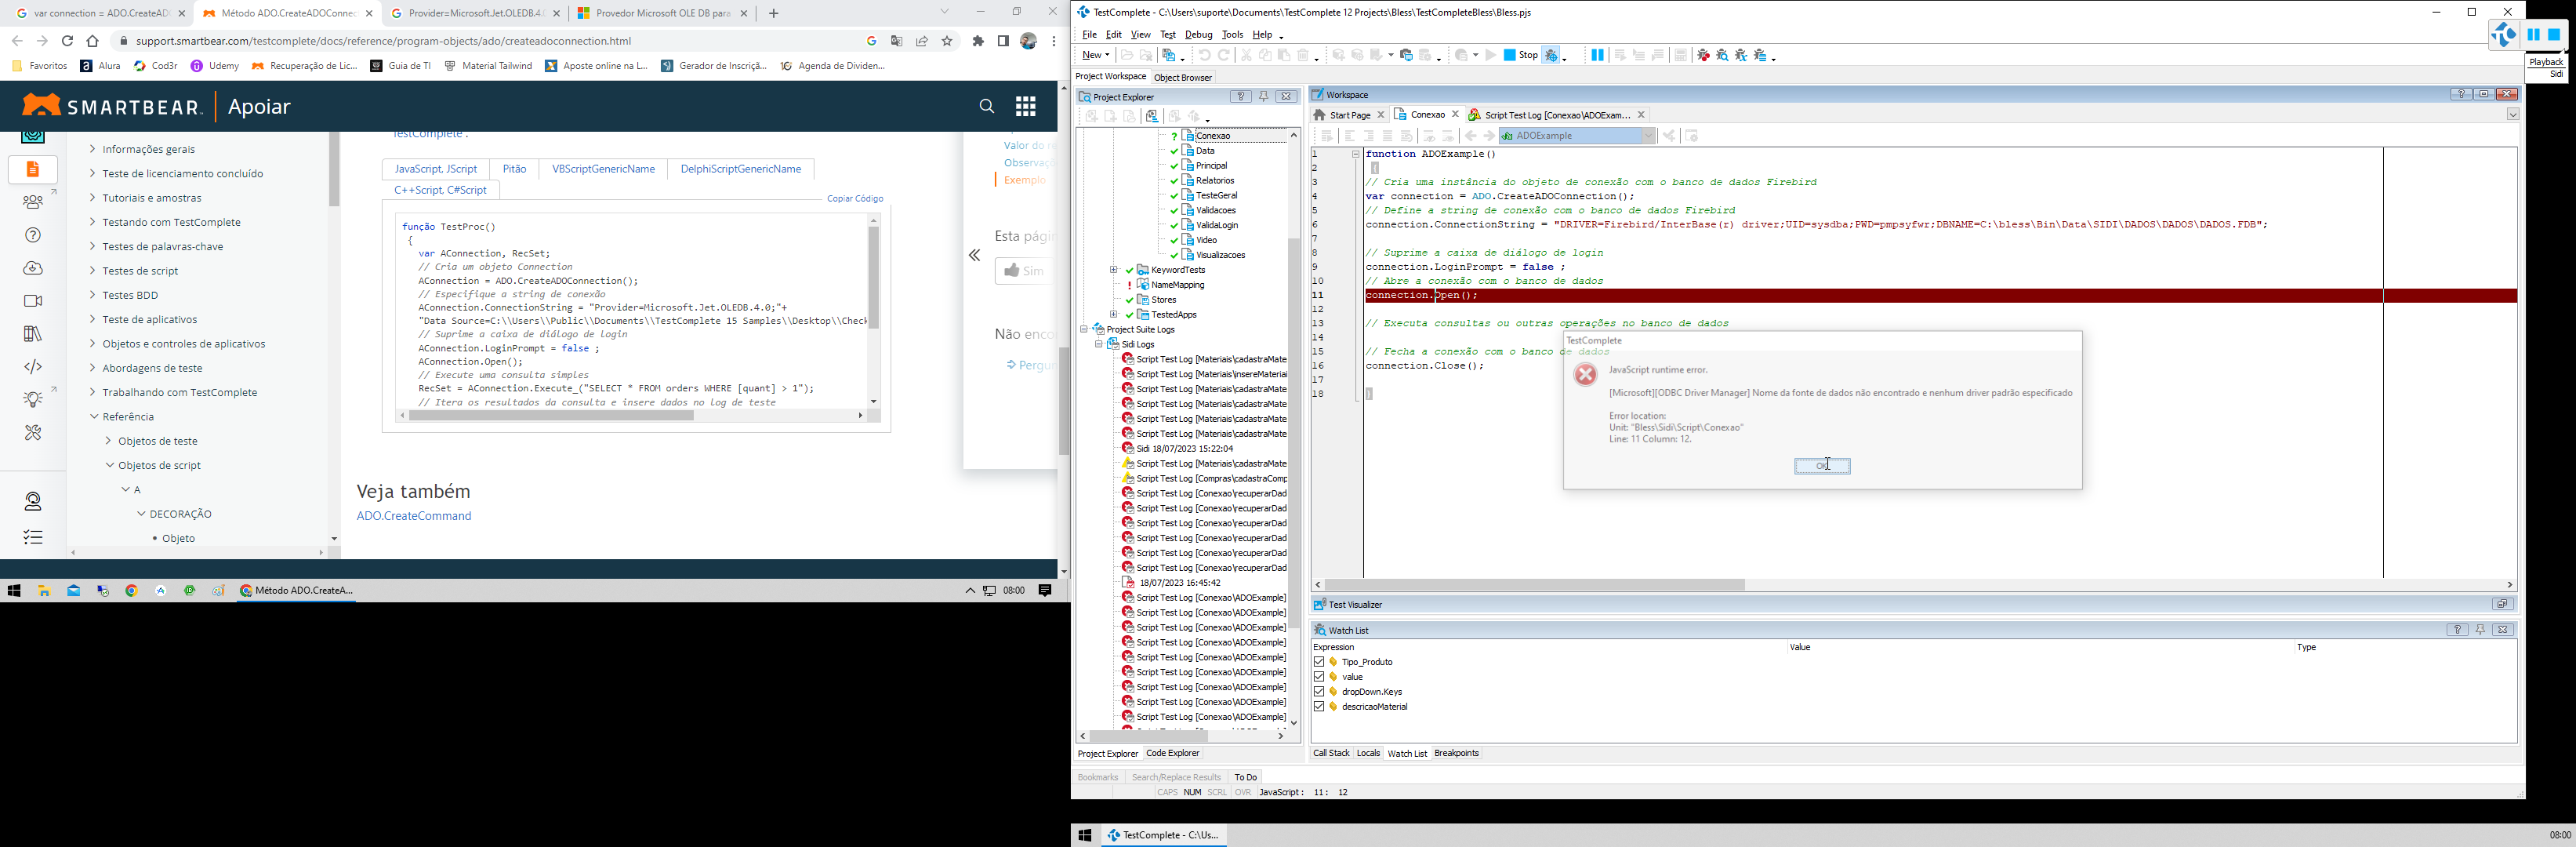 var connection = ADO.CreateAD
Método ADO.CreateADOConnec
Provider=Microsoft.Jet.OLEDB.4.
Provedor Microsoft OLE DB para
support.smartbear.com/testcomplete/docs/reference/program-objects/ado/createadoconnection.html
Favoritos
Alura
Cod3r
Udemy
Recuperação de Lic...
Guia de TI
Material Tailwind
Aposte online na L...
Gerador de Inscriçã...
Agenda de Dividen...
SMARTBEAR
Apoiar
Informações gerais
Teste de licenciamento concluído
Tutoriais e amostras
Testando com TestComplete
Testes de palavras-chave
Testes de script
Testes BDD
Teste de aplicativos
Objetos e controles de aplicativos
Abordagens de teste
Trabalhando com TestComplete
Referência
Objetos de teste
Objetos de script
A
DECORAÇÃO
Objeto
TestComplete .
JavaScript, JScript
Pitão
VBScriptGenericName
DelphiScriptGenericName
C++Script, C#Script
Copiar Código
função TestProc()
{
var AConnection, RecSet;
// Cria um objeto Connection
AConnection = ADO.CreateADOConnection();
// Especifique a string de conexão
AConnection.ConnectionString = "Provider=Microsoft.Jet.OLEDB.4.0;"+
"Data Source=C:\\Users\\Public\\Documents\\TestComplete 15 Samples\\Desktop\\Check
// Suprime a caixa de diálogo de login
AConnection.LoginPrompt = false ;
AConnection.Open();
// Execute uma consulta simples
RecSet = AConnection.Execute_("SELECT * FROM orders WHERE [quant] > 1");
// Itera os resultados da consulta e insere dados no log de teste
Veja também
ADO.CreateCommand
Valor do r
Observaç
Exemplo
Esta pági
Sim
Não enco
Pergun
Método ADO.CreateA...
08:00
TestComplete - C:\Users\suporte\Documents\TestComplete 12 Projects\Bless\TestCompleteBless\Bless.pjs
File Edit View Test Debug Tools Help
New
Stop
Playback
Sidi
Project Workspace
Object Browser
Project Explorer
Conexao
Data
Principal
Relatorios
TesteGeral
Validacoes
ValidaLogin
Video
Visualizacoes
KeywordTests
NameMapping
Stores
TestedApps
Project Suite Logs
Sidi Logs
Script Test Log [Materiais\cadastraMate
Script Test Log [Materiais\insereMateriai
Script Test Log [Materiais\cadastraMate
Script Test Log [Materiais\cadastraMate
Script Test Log [Materiais\cadastraMate
Script Test Log [Materiais\cadastraMate
Sidi 18/07/2023 15:22:04
Script Test Log [Materiais\cadastraMate
Script Test Log [Compras\cadastraComp
Script Test Log [Conexao\recuperarDad
Script Test Log [Conexao\recuperarDad
Script Test Log [Conexao\recuperarDad
Script Test Log [Conexao\recuperarDad
Script Test Log [Conexao\recuperarDad
Script Test Log [Conexao\recuperarDad
18/07/2023 16:45:42
Script Test Log [Conexao\ADOExample]
Script Test Log [Conexao\ADOExample]
Script Test Log [Conexao\ADOExample]
Script Test Log [Conexao\ADOExample]
Script Test Log [Conexao\ADOExample]
Script Test Log [Conexao\ADOExample]
Script Test Log [Conexao\ADOExample]
Script Test Log [Conexao\ADOExample]
Script Test Log [Conexao\ADOExample]
Project Explorer
Code Explorer
Workspace
Start Page
Conexao
Script Test Log [Conexao\ADOExam...
ADOExample
1 function ADOExample()
2 {
3 // Cria uma instância do objeto de conexão com o banco de dados Firebird
4 var connection = ADO.CreateADOConnection();
5 // Define a string de conexão com o banco de dados Firebird
6 connection.ConnectionString = "DRIVER=Firebird/InterBase(r) driver;UID=sysdba;PWD=pmpsyfwr;DBNAME=C:\bless\Bin\Data\SIDI\DADOS\DADOS\DADOS.FDB";
7
8 // Suprime a caixa de diálogo de login
9 connection.LoginPrompt = false ;
10 // Abre a conexão com o banco de dados
11 connection.Open();
12
13 // Executa consultas ou outras operações no banco de dados
14
15 // Fecha a conexão com o banco de dados
16 connection.Close();
17
18 }
TestComplete
JavaScript runtime error.
[Microsoft][ODBC Driver Manager] Nome da fonte de dados não encontrado e nenhum driver padrão especificado
Error location:
Unit: "Bless\Sidi\Script\Conexao"
Line: 11 Column: 12.
OK
Test Visualizer
Watch List
Expression Value Type
Tipo_Produto
value
dropDown.Keys
descricaoMaterial
Call Stack Locals Watch List Breakpoints
Bookmarks Search/Replace Results To Do
CAPS NUM SCRL OVR JavaScript: 11: 12
TestComplete - C:\Us...
08:00